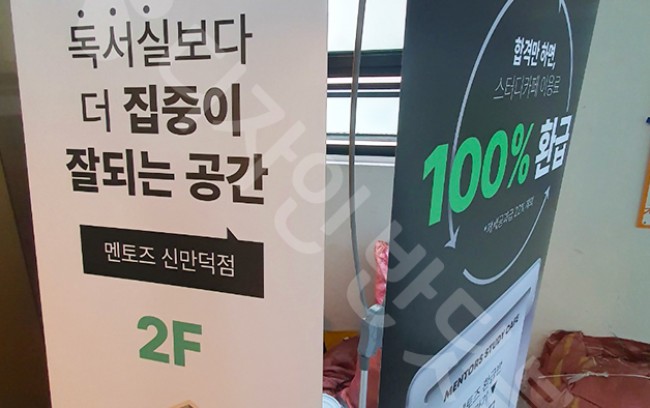 독서실보다
더 집중이
잘되는 공간
멘토즈 신만덕점
2F
합격만 하면,
스터디카페 이용료
100% 환급
MENTORS STUDY CAFE